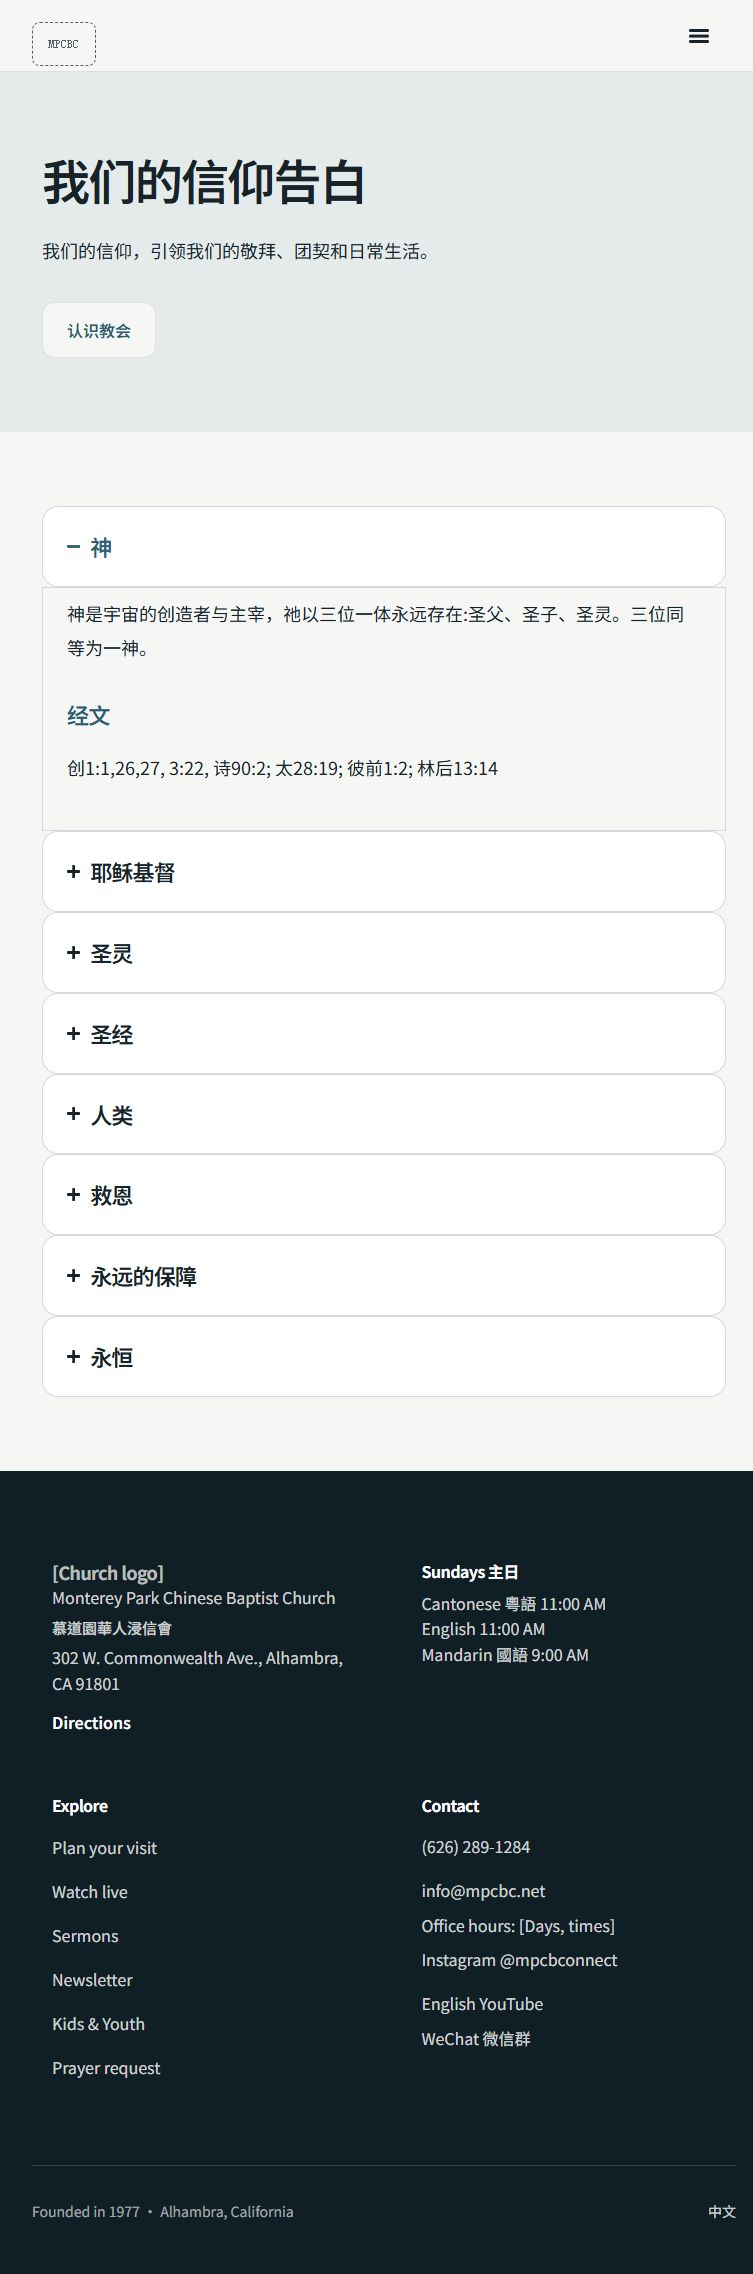 MPCBC
我们的信仰告白
我们的信仰，引领我们的敬拜、团契和日常生活。
认识教会
神
神是宇宙的创造者与主宰，祂以三位一体永远存在:圣父、圣子、圣灵。三位同
等为一神。
经文
创1:1,26,27, 3:22, 诗90:2; 太28:19; 彼前1:2; 林后13:14
耶稣基督
圣灵
圣经
人类
救恩
永远的保障
永恒
[Church logo]
Monterey Park Chinese Baptist Church
慕道園華人浸信會
302 W. Commonwealth Ave., Alhambra,
CA 91801
Directions
Sundays 主日
Cantonese 粵語 11:00 AM
English 11:00 AM
Mandarin 國語 9:00 AM
Explore
Plan your visit
Watch live
Sermons
Newsletter
Kids & Youth
Prayer request
Contact
(626) 289-1284
info@mpcbc.net
Office hours: [Days, times]
Instagram @mpcbconnect
English YouTube
WeChat 微信群
Founded in 1977 · Alhambra, California
中文